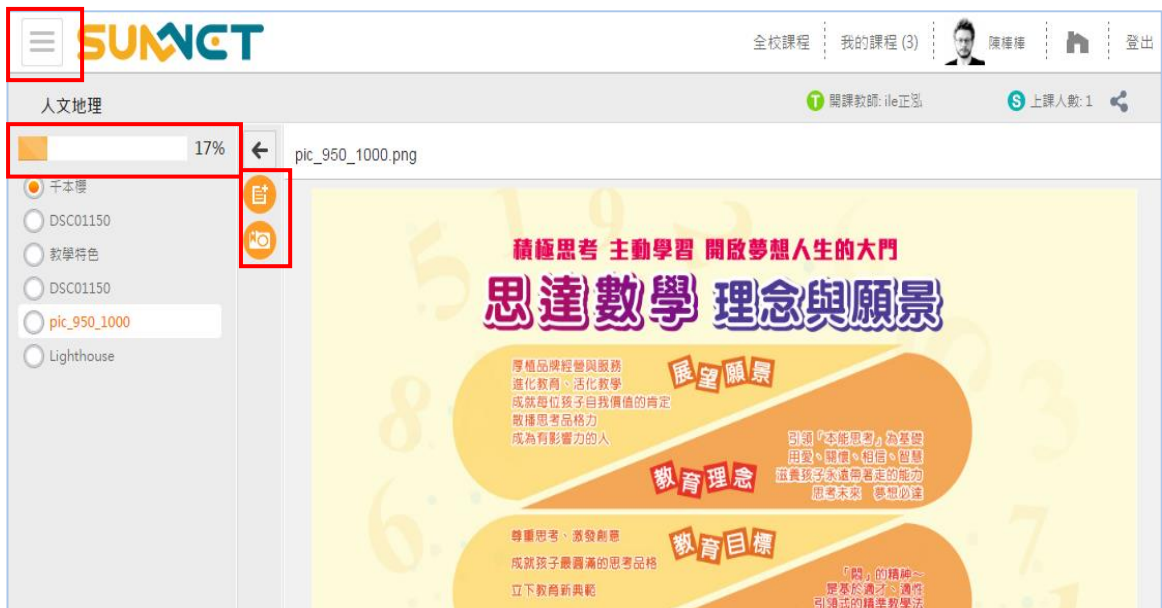 SUNNET
全校課程
我的課程 (3)
陳棒棒
登出
人文地理
T 開課教師: ile正泓
S 上課人數: 1
17%
pic_950_1000.png
千本櫻
DSC01150
教學特色
DSC01150
pic_950_1000
Lighthouse
積極思考 主動學習 開啟夢想人生的大門
思達數學 理念與願景
厚植品牌經營與服務
進化教育、活化教學
成就每位孩子自我價值的肯定
散播思考品格力
成為有影響力的人
展望願景
引領「本能思考」為基礎
用愛、關懷、相信、智慧
滋養孩子永遠帶著走的能力
思考未來 夢想必達
教育理念
尊重思考、激發創意
成就孩子最圓滿的思考品格
立下教育新典範
教育目標
「悶」的精神~
是基於適才、適性
引領式的精準教學法